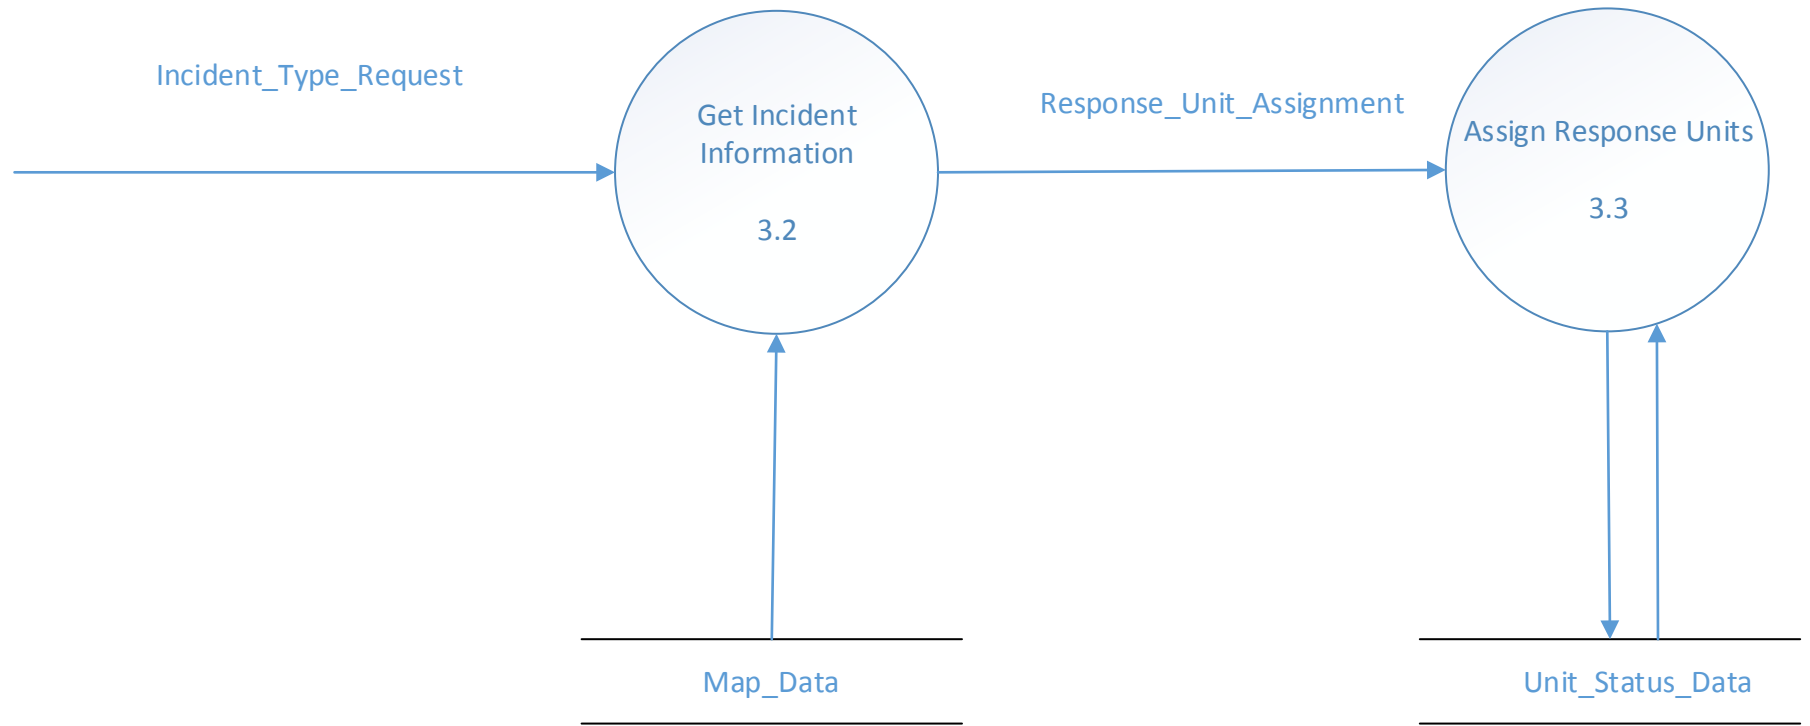 Incident_Type_Request
Get Incident
Information
3.2
Response_Unit_Assignment
Assign Response Units
3.3
Map_Data
Unit_Status_Data